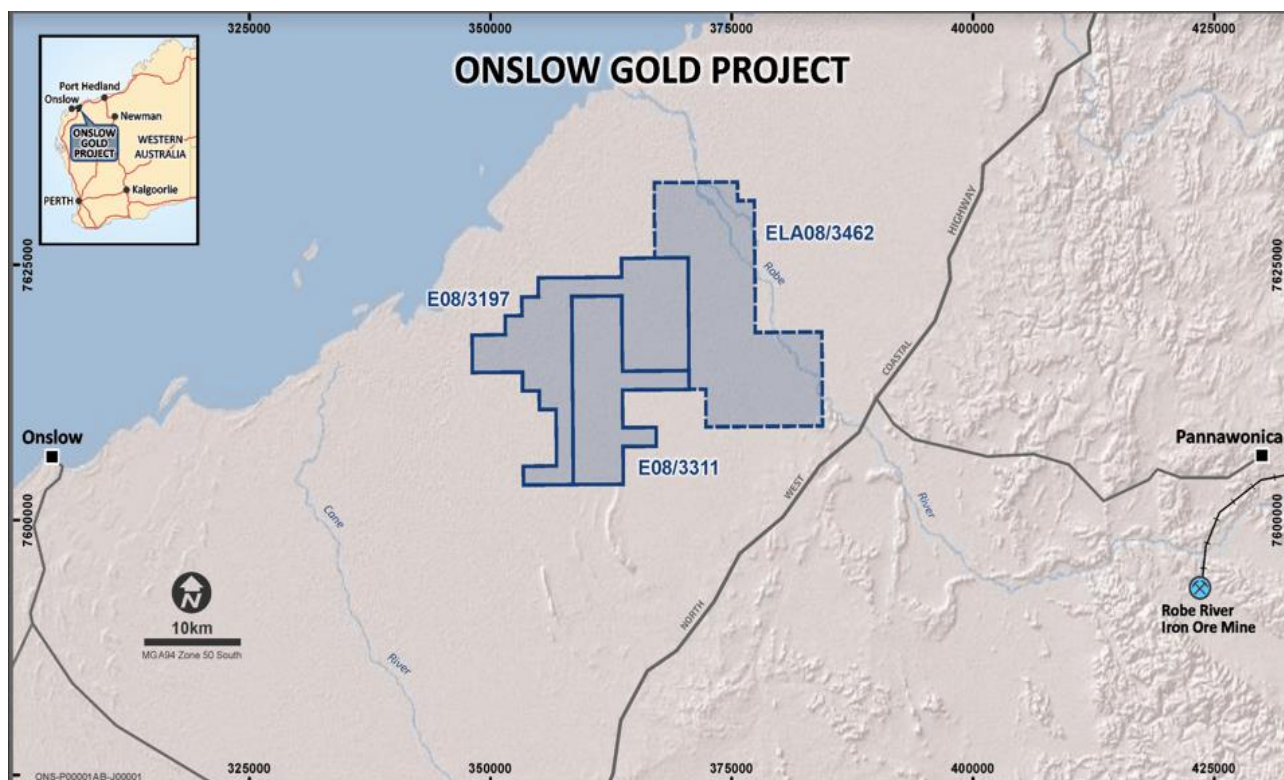 325000
350000
375000
400000
425000
ONSLOW GOLD PROJECT
Port Hedland
Onslow
Newman
ONSLOW
GOLD
PROJECT
WESTERN
AUSTRALIA
Kalgoorlie
PERTH
7625000
7625000
ELA08/3462
E08/3197
Robe
HIGHWAY
COASTAL
WEST
NORTH
Onslow
Pannawonica
E08/3311
7600000
7600000
Cane
River
River
Robe River
Iron Ore Mine
N
10km
MGA94 Zone 50 South
ONS-P00001AB-J00001
325000
350000
375000
400000
425000